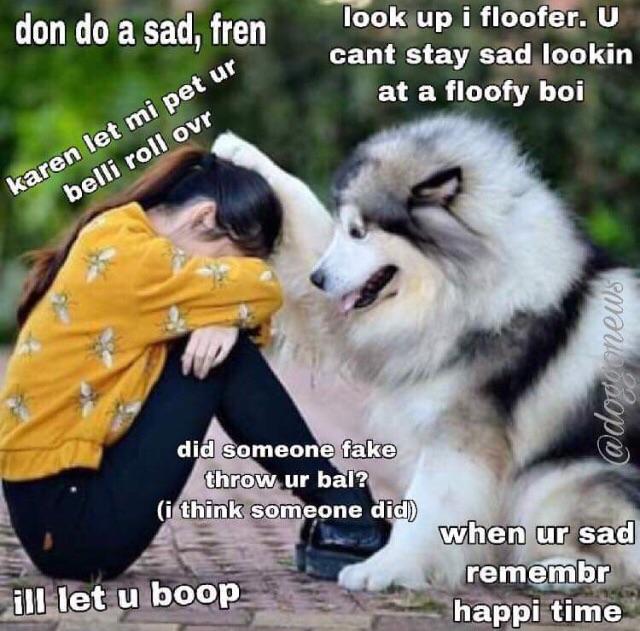 don do a sad, fren
look up i floofer. U
cant stay sad lookin
at a floofy boi
karen let mi pet ur
belli roll ovr
@doggonews
did someone fake
throw ur bal?
(i think someone did)
when ur sad
remembr
happi time
ill let u boop